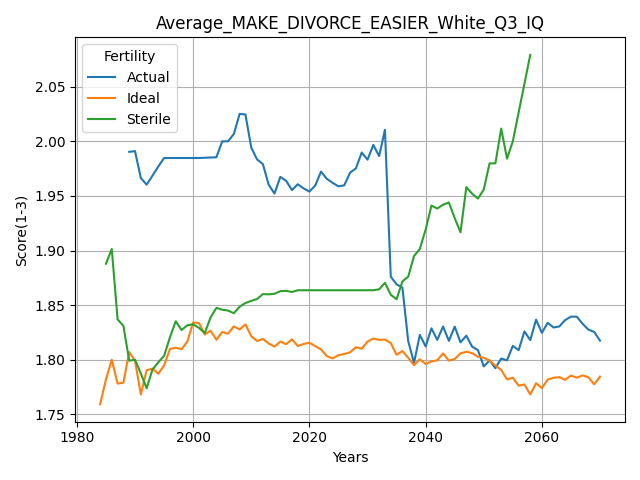 Average_MAKE_DIVORCE_EASIER_White_Q3_IQ
Fertility
Actual
Ideal
Sterile
Score(1-3)
2.05
2.00
1.95
1.90
1.85
1.80
1.75
1980
2000
2020
2040
2060
Years